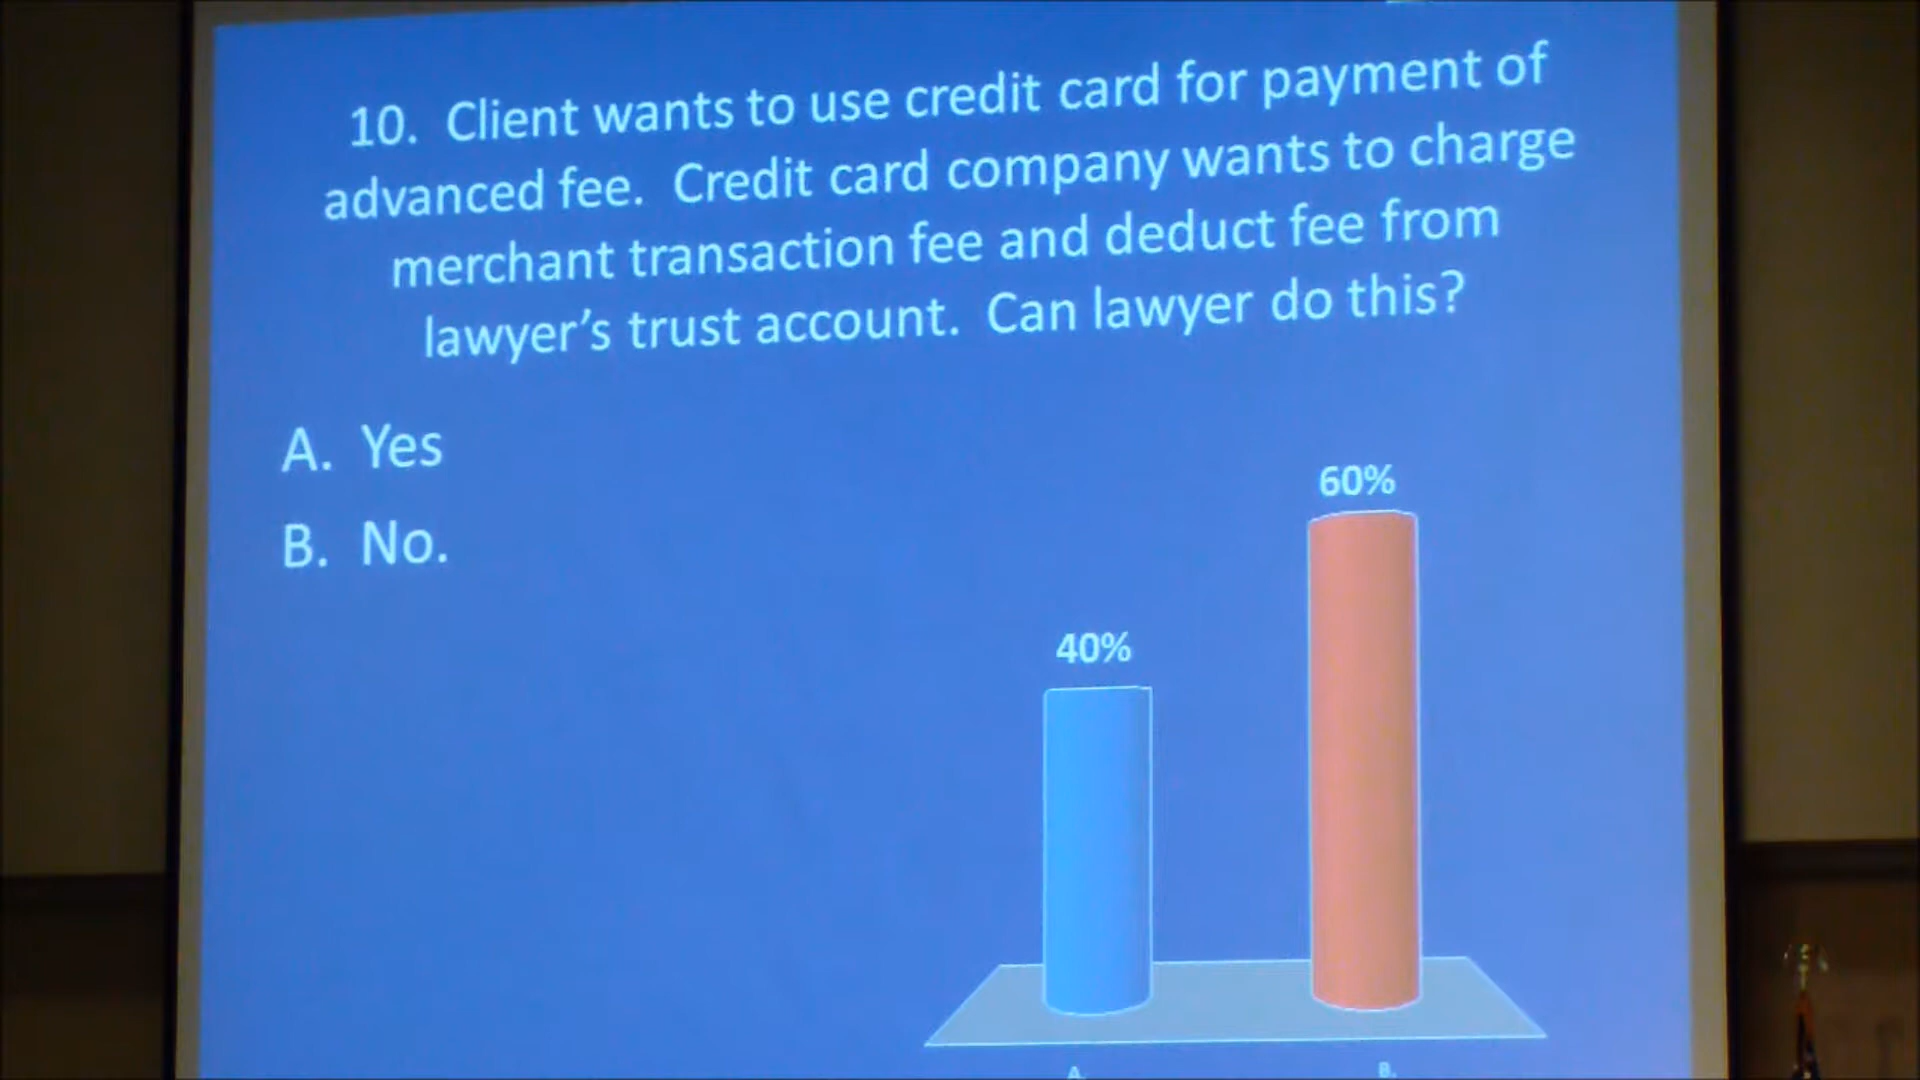 10. Client wants to use credit card for payment of
advanced fee. Credit card company wants to charge
merchant transaction fee and deduct fee from
lawyer's trust account. Can lawyer do this?
A. Yes
B. No.
60%
40%
A.
B.